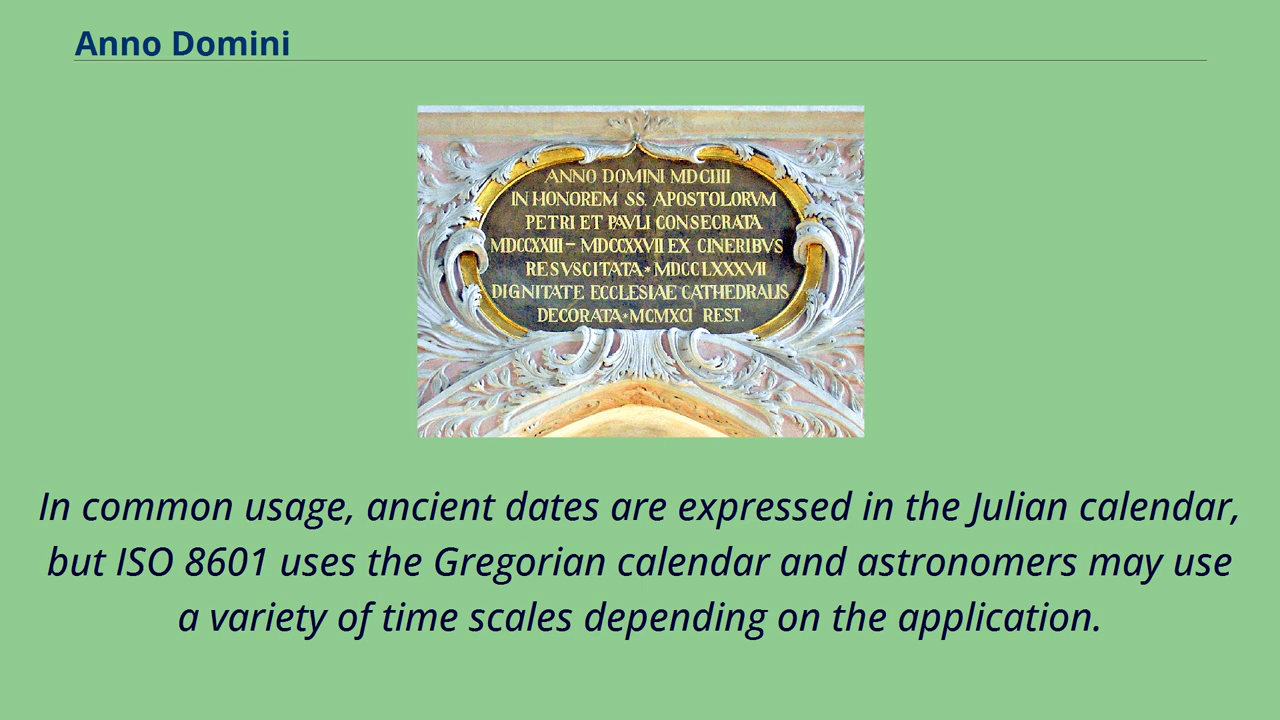 Anno Domini
ANNO DOMINI MDCIIII
IN HONOREM SS. APOSTOLORVM
PETRI ET PAVLI CONSECRATA
MDCCXXIII – MDCCXXVII EX CINERIBVS
RESVSCITATA * MDCCLXXXVII
DIGNITATE ECCLESIAE CATHEDRALIS
DECORATA * MCMXCI REST.
In common usage, ancient dates are expressed in the Julian calendar,
but ISO 8601 uses the Gregorian calendar and astronomers may use
a variety of time scales depending on the application.